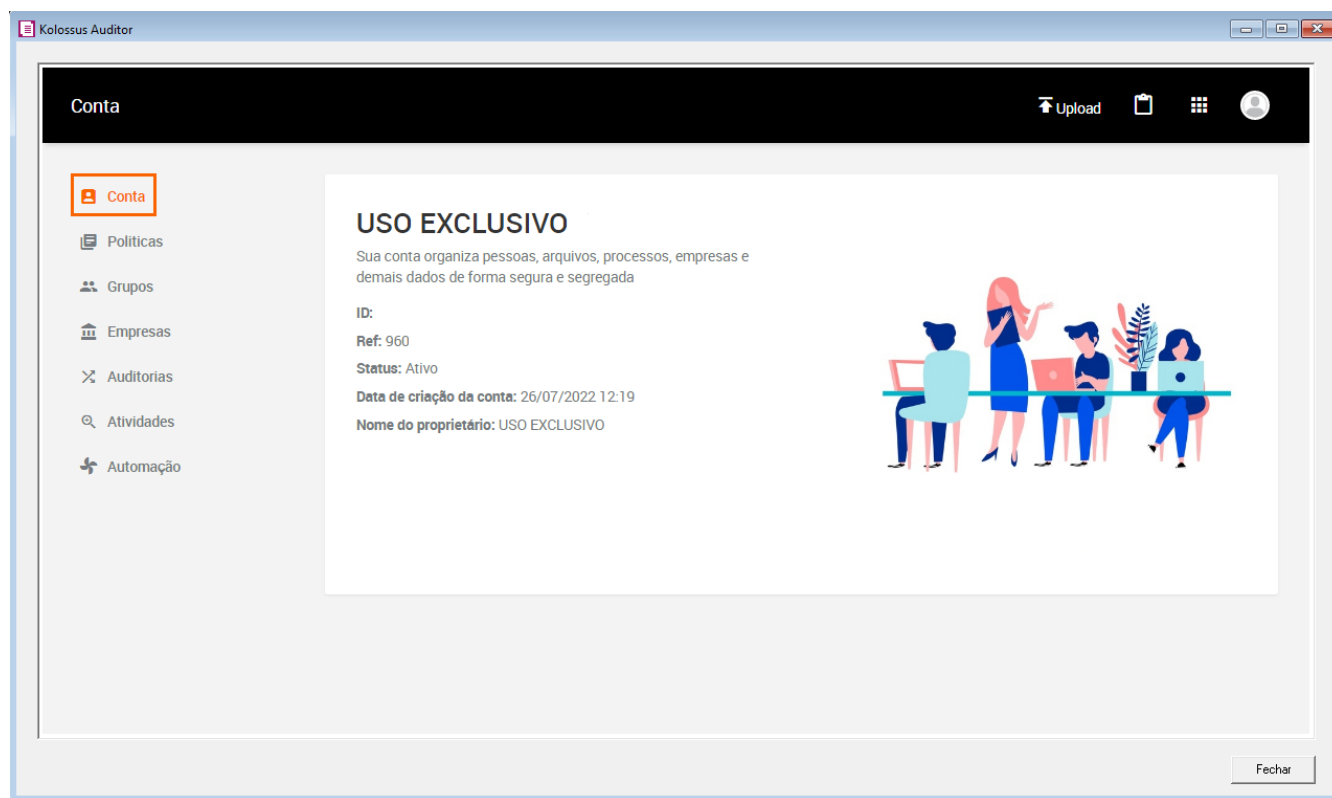 Kolossus Auditor
Conta
Upload
Conta
Politicas
Grupos
Empresas
Auditorias
Atividades
Automação
USO EXCLUSIVO
Sua conta organiza pessoas, arquivos, processos, empresas e
demais dados de forma segura e segregada
ID:
Ref: 960
Status: Ativo
Data de criação da conta: 26/07/2022 12:19
Nome do proprietário: USO EXCLUSIVO
Fechar